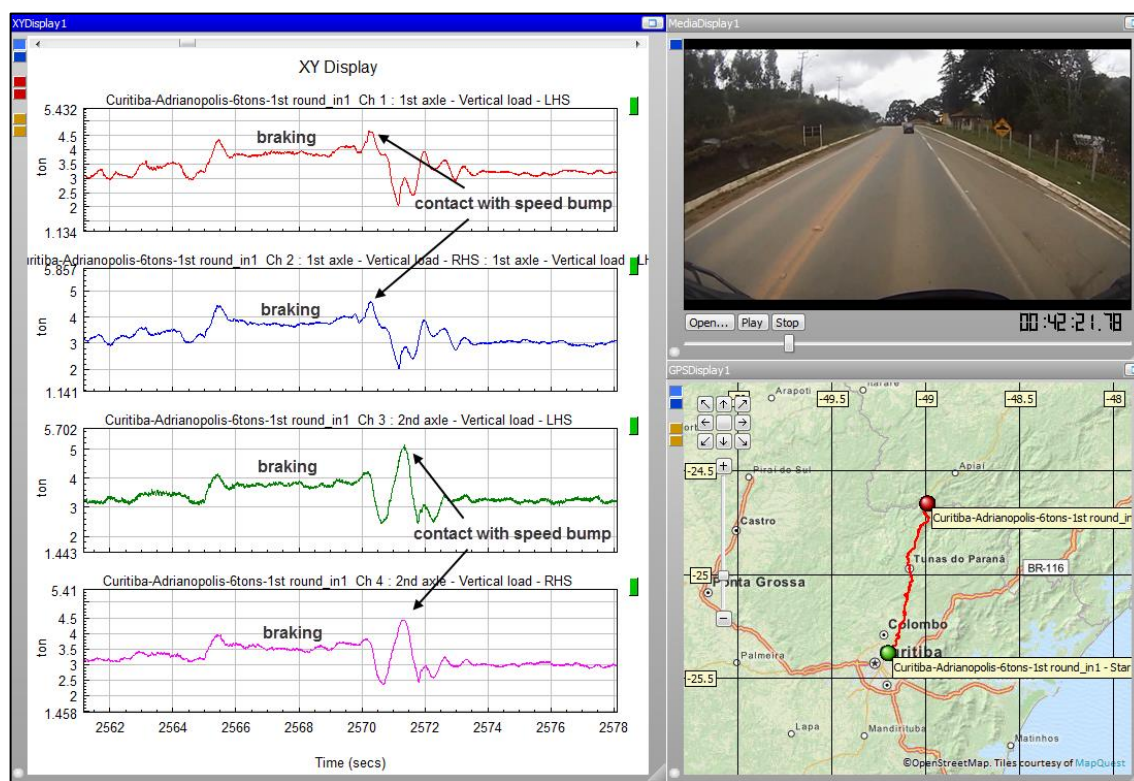 XYDisplay1
XY Display
Curitiba-Adrianopolis-6tons-1st round_in1 Ch 1 : 1st axle - Vertical load - LHS
5.432
4.5
3.5
ton
2.5
2
1.134
braking
contact with speed bump
Curitiba-Adrianopolis-6tons-1st round_in1 Ch 2 : 1st axle - Vertical load - RHS : 1st axle - Vertical load - LH
5.857
5
4
ton
3
2
1.141
braking
Curitiba-Adrianopolis-6tons-1st round_in1 Ch 3 : 2nd axle - Vertical load - LHS
5.702
5
4
ton
3
2
1.443
braking
contact with speed bump
Curitiba-Adrianopolis-6tons-1st round_in1 Ch 4 : 2nd axle - Vertical load - RHS
5.41
4.5
3.5
ton
3
2.5
2
1.458
braking
2562 2564 2566 2568 2570 2572 2574 2576 2578
Time (secs)
MediaDisplay1
Open... Play Stop
00:42:21.78
GPSDisplay1
-49.5 -49 -48.5 -48
Arapoti
-24.5
Piraí do Sul
Apiaí
Castro
Curitiba-Adrianopolis-6tons-1st round_in
Tunas do Paraná
-25
BR-116
Ponta Grossa
Colombo
Curitiba
Palmeira
Curitiba-Adrianopolis-6tons-1st round_in1 - Star
-25.5
Lapa
Mandirituba
Matinhos
©OpenStreetMap. Tiles courtesy of MapQuest